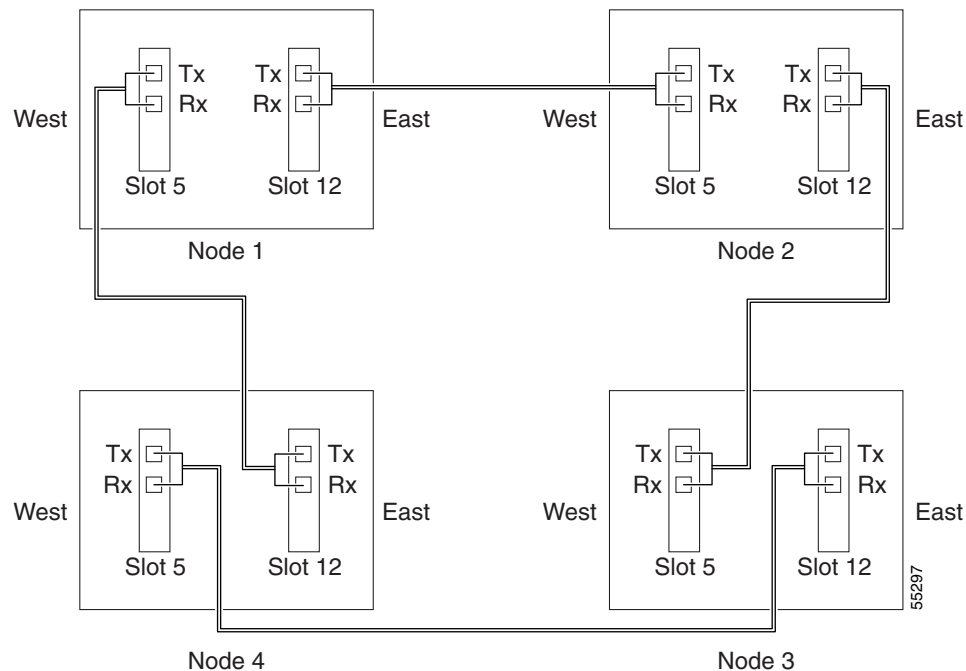 Tx Tx Tx Tx
Rx Rx Rx Rx
West East West East
Slot 5 Slot 12 Slot 5 Slot 12
Node 1 Node 2
Tx Tx Tx Tx
Rx Rx Rx Rx
West East West East
Slot 5 Slot 12 Slot 5 Slot 12
55297
Node 4 Node 3